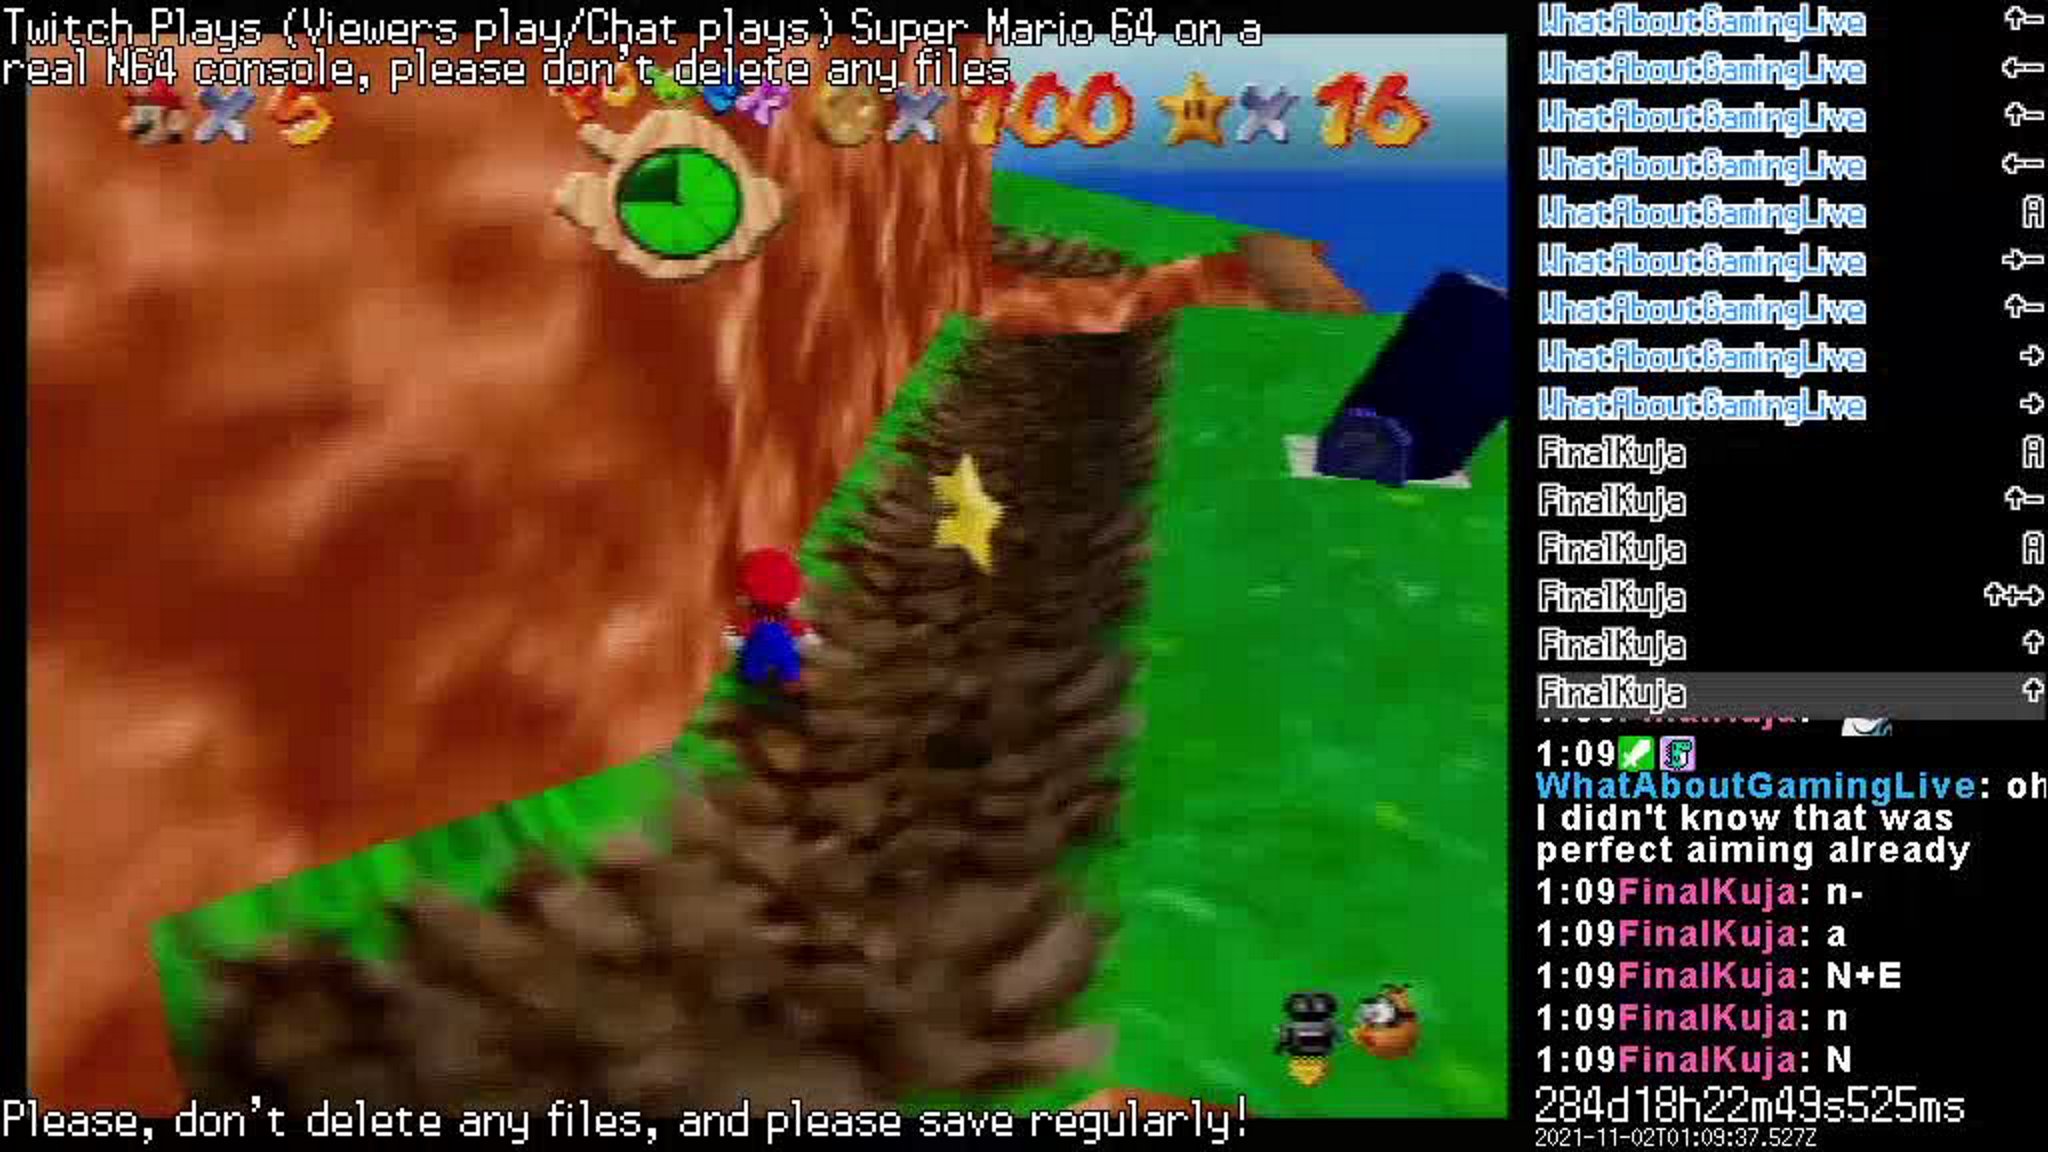 Twitch Plays (Viewers play/Chat plays) Super Mario 64 on a
real N64 console, please don't delete any files
5
100
16
WhatAboutGamingLive ↑-
WhatAboutGamingLive ←-
WhatAboutGamingLive ↑-
WhatAboutGamingLive ←-
WhatAboutGamingLive A
WhatAboutGamingLive →-
WhatAboutGamingLive ↑-
WhatAboutGamingLive →
WhatAboutGamingLive →
FinalKuja A
FinalKuja ↑-
FinalKuja A
FinalKuja ↑+→
FinalKuja ↑
FinalKuja ↑
1:09
WhatAboutGamingLive: oh
I didn't know that was
perfect aiming already
1:09FinalKuja: n-
1:09FinalKuja: a
1:09FinalKuja: N+E
1:09FinalKuja: n
1:09FinalKuja: N
284d18h22m49s525ms
2021-11-02T01:09:37.527Z
Please, don't delete any files, and please save regularly!